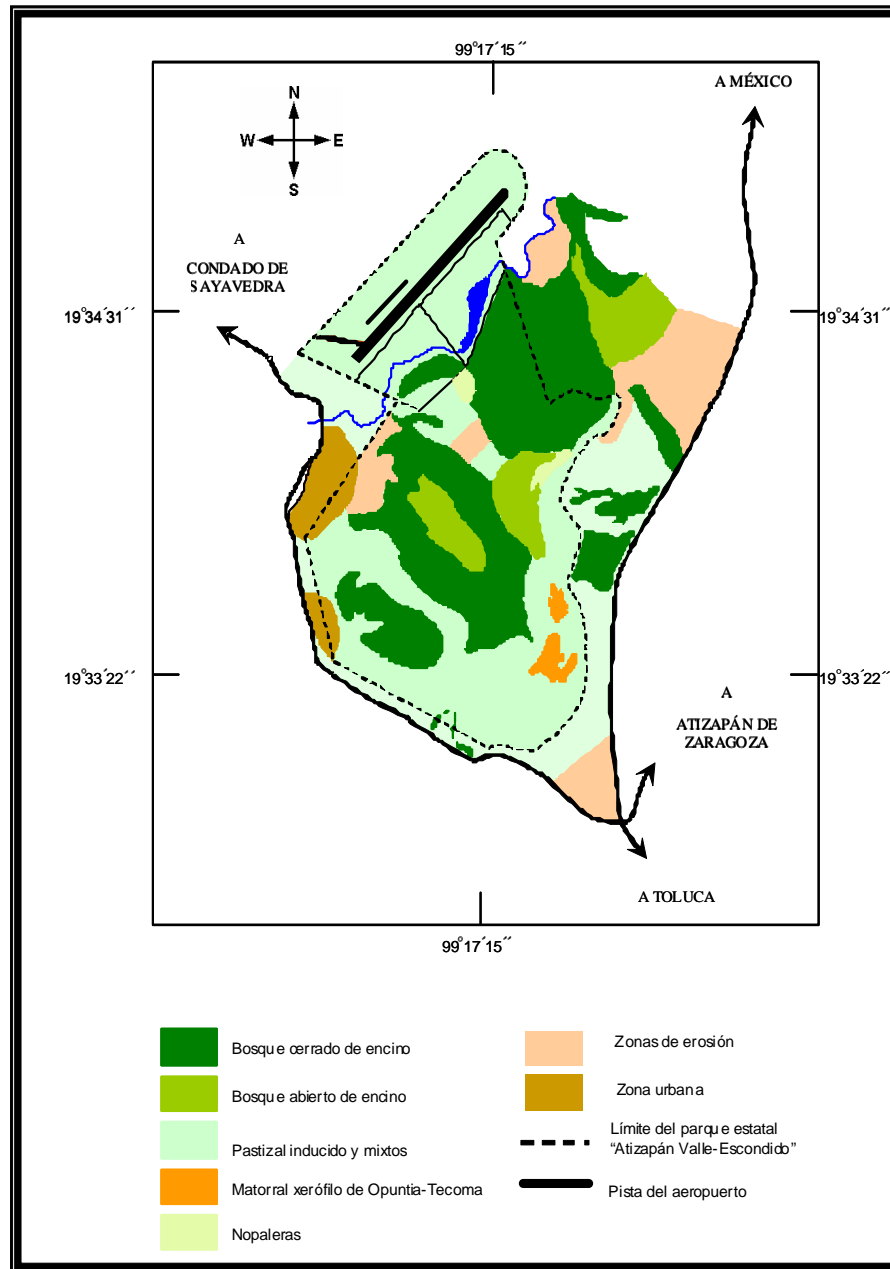 99°17´15´´
A MÉXICO
N
W E
S
A
CONDADO DE
SAYAVEDRA
19°34´31´´
19°34´31´´
19°33´22´´
19°33´22´´
A
ATIZAPÁN DE
ZARAGOZA
A TOLUCA
99°17´15´´
Bosque cerrado de encino
Zonas de erosión
Bosque abierto de encino
Zona urbana
Pastizal inducido y mixtos
Límite del parque estatal
“Atizapán Valle-Escondido”
Matorral xerófilo de Opuntia-Tecoma
Pista del aeropuerto
Nopaleras